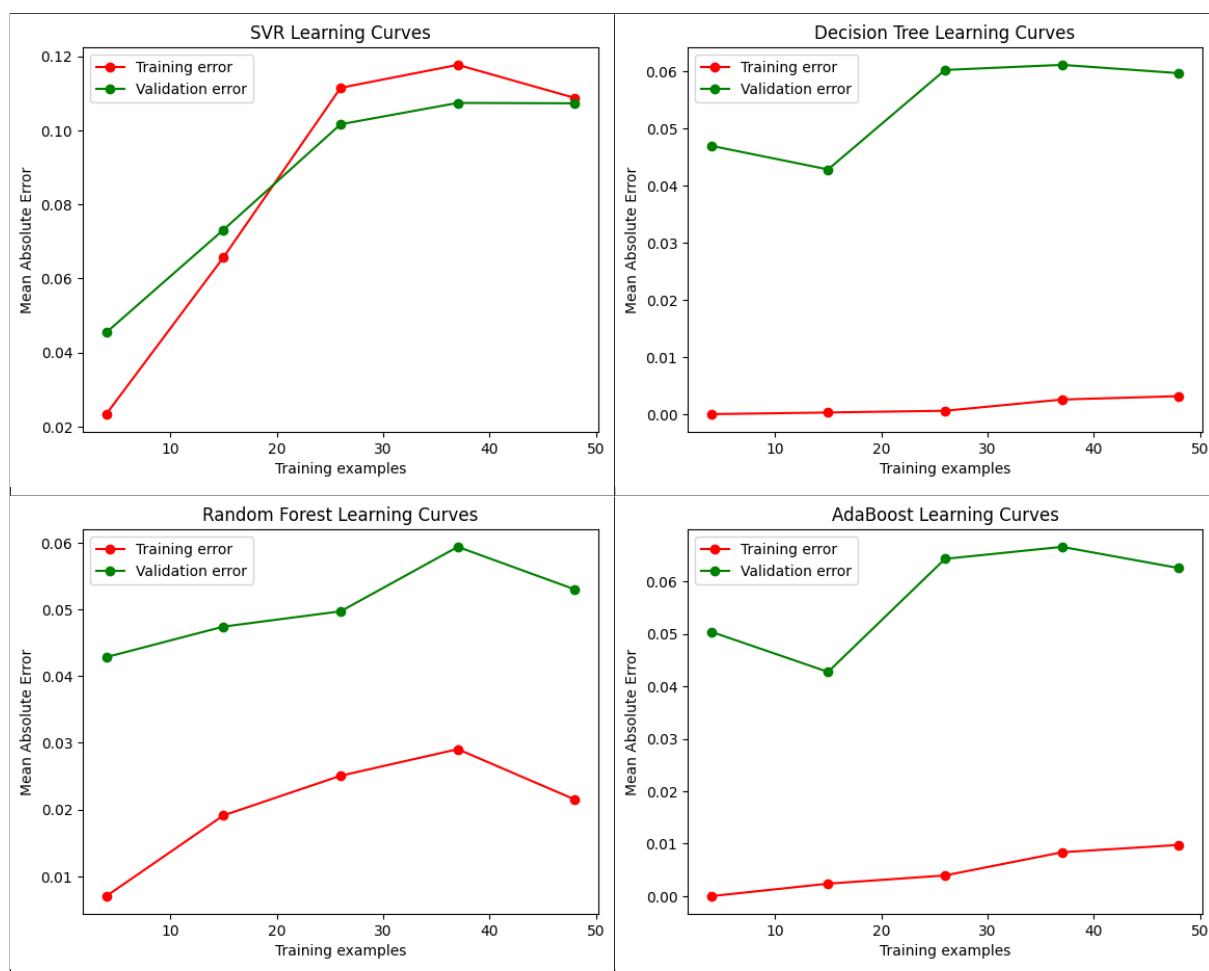 SVR Learning Curves
Training error
Validation error
Mean Absolute Error
0.12
0.10
0.08
0.06
0.04
0.02
10
20
30
40
50
Training examples
Decision Tree Learning Curves
Training error
Validation error
Mean Absolute Error
0.06
0.05
0.04
0.03
0.02
0.01
0.00
10
20
30
40
50
Training examples
Random Forest Learning Curves
Training error
Validation error
Mean Absolute Error
0.06
0.05
0.04
0.03
0.02
0.01
10
20
30
40
50
Training examples
AdaBoost Learning Curves
Training error
Validation error
Mean Absolute Error
0.06
0.05
0.04
0.03
0.02
0.01
0.00
10
20
30
40
50
Training examples